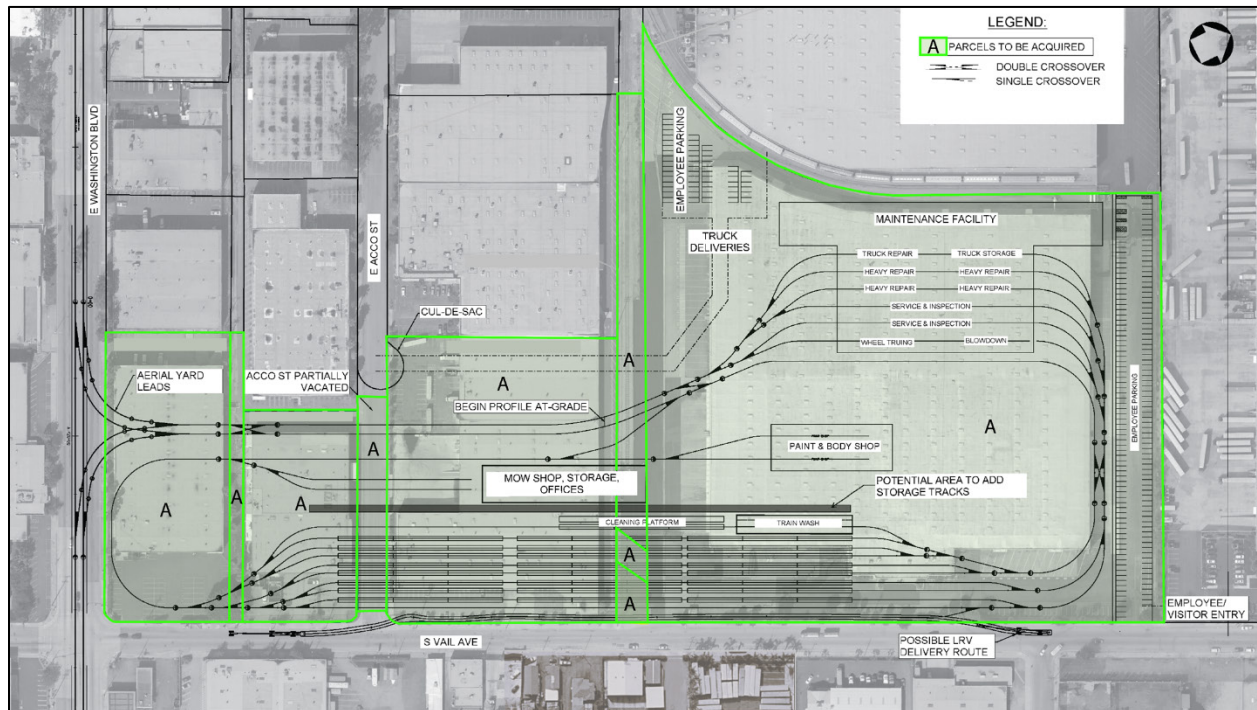 LEGEND:
A PARCELS TO BE ACQUIRED
DOUBLE CROSSOVER
SINGLE CROSSOVER
E WASHINGTON BLVD
E ACCO ST
EMPLOYEE PARKING
TRUCK
DELIVERIES
MAINTENANCE FACILITY
TRUCK REPAIR
TRUCK STORAGE
HEAVY REPAIR
HEAVY REPAIR
HEAVY REPAIR
HEAVY REPAIR
SERVICE & INSPECTION
SERVICE & INSPECTION
WHEEL TRUING
BLOWDOWN
CUL-DE-SAC
AERIAL YARD
LEADS
ACCO ST PARTIALLY
VACATED
A
A
BEGIN PROFILE AT-GRADE
A
A
EMPLOYEE PARKING
PAINT & BODY SHOP
MOW SHOP, STORAGE,
OFFICES
POTENTIAL AREA TO ADD
STORAGE TRACKS
A
A
A
CLEANING PLATFORM
TRAIN WASH
A
A
EMPLOYEE/
VISITOR ENTRY
S VAIL AVE
POSSIBLE LRV
DELIVERY ROUTE